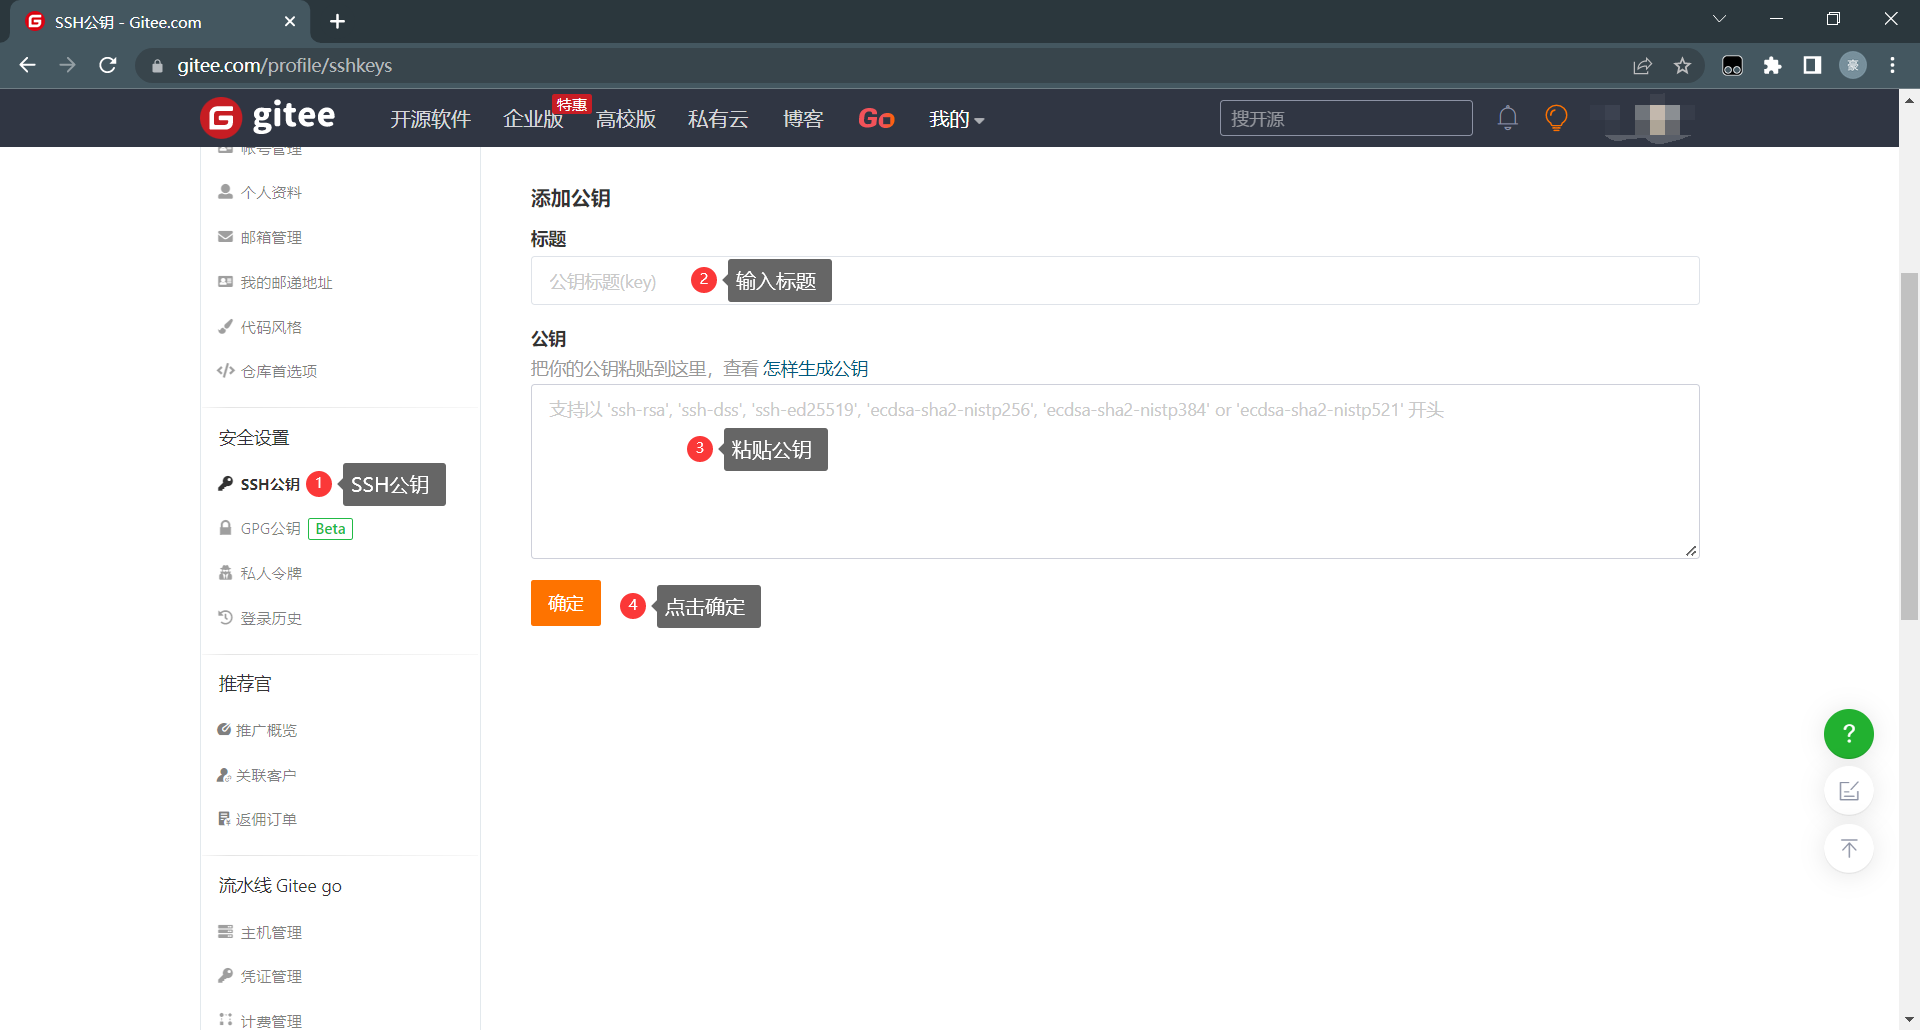 SSH公钥 - Gitee.com
gitee.com/profile/sshkeys
豪
gitee
开源软件
企业版
特惠
高校版
私有云
博客
Go
我的
搜开源
帐号管理
个人资料
邮箱管理
我的邮递地址
代码风格
仓库首选项
安全设置
SSH公钥
1
SSH公钥
GPG公钥 Beta
私人令牌
登录历史
推荐官
推广概览
关联客户
返佣订单
流水线 Gitee go
主机管理
凭证管理
计费管理
添加公钥
标题
公钥标题(key)
2
输入标题
公钥
把你的公钥粘贴到这里，查看 怎样生成公钥
支持以 'ssh-rsa', 'ssh-dss', 'ssh-ed25519', 'ecdsa-sha2-nistp256', 'ecdsa-sha2-nistp384' or 'ecdsa-sha2-nistp521' 开头
3
粘贴公钥
确定
4
点击确定
?